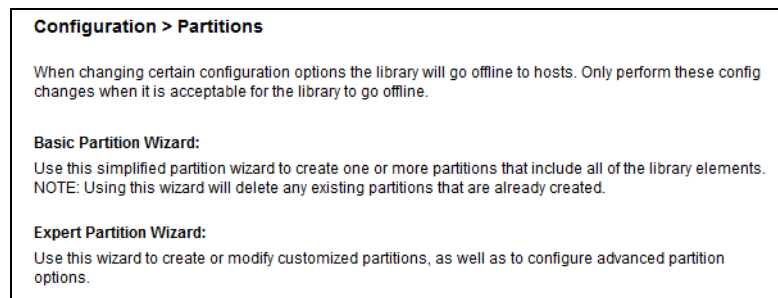 Configuration > Partitions
When changing certain configuration options the library will go offline to hosts. Only perform these config
changes when it is acceptable for the library to go offline.
Basic Partition Wizard:
Use this simplified partition wizard to create one or more partitions that include all of the library elements.
NOTE: Using this wizard will delete any existing partitions that are already created.
Expert Partition Wizard:
Use this wizard to create or modify customized partitions, as well as to configure advanced partition
options.